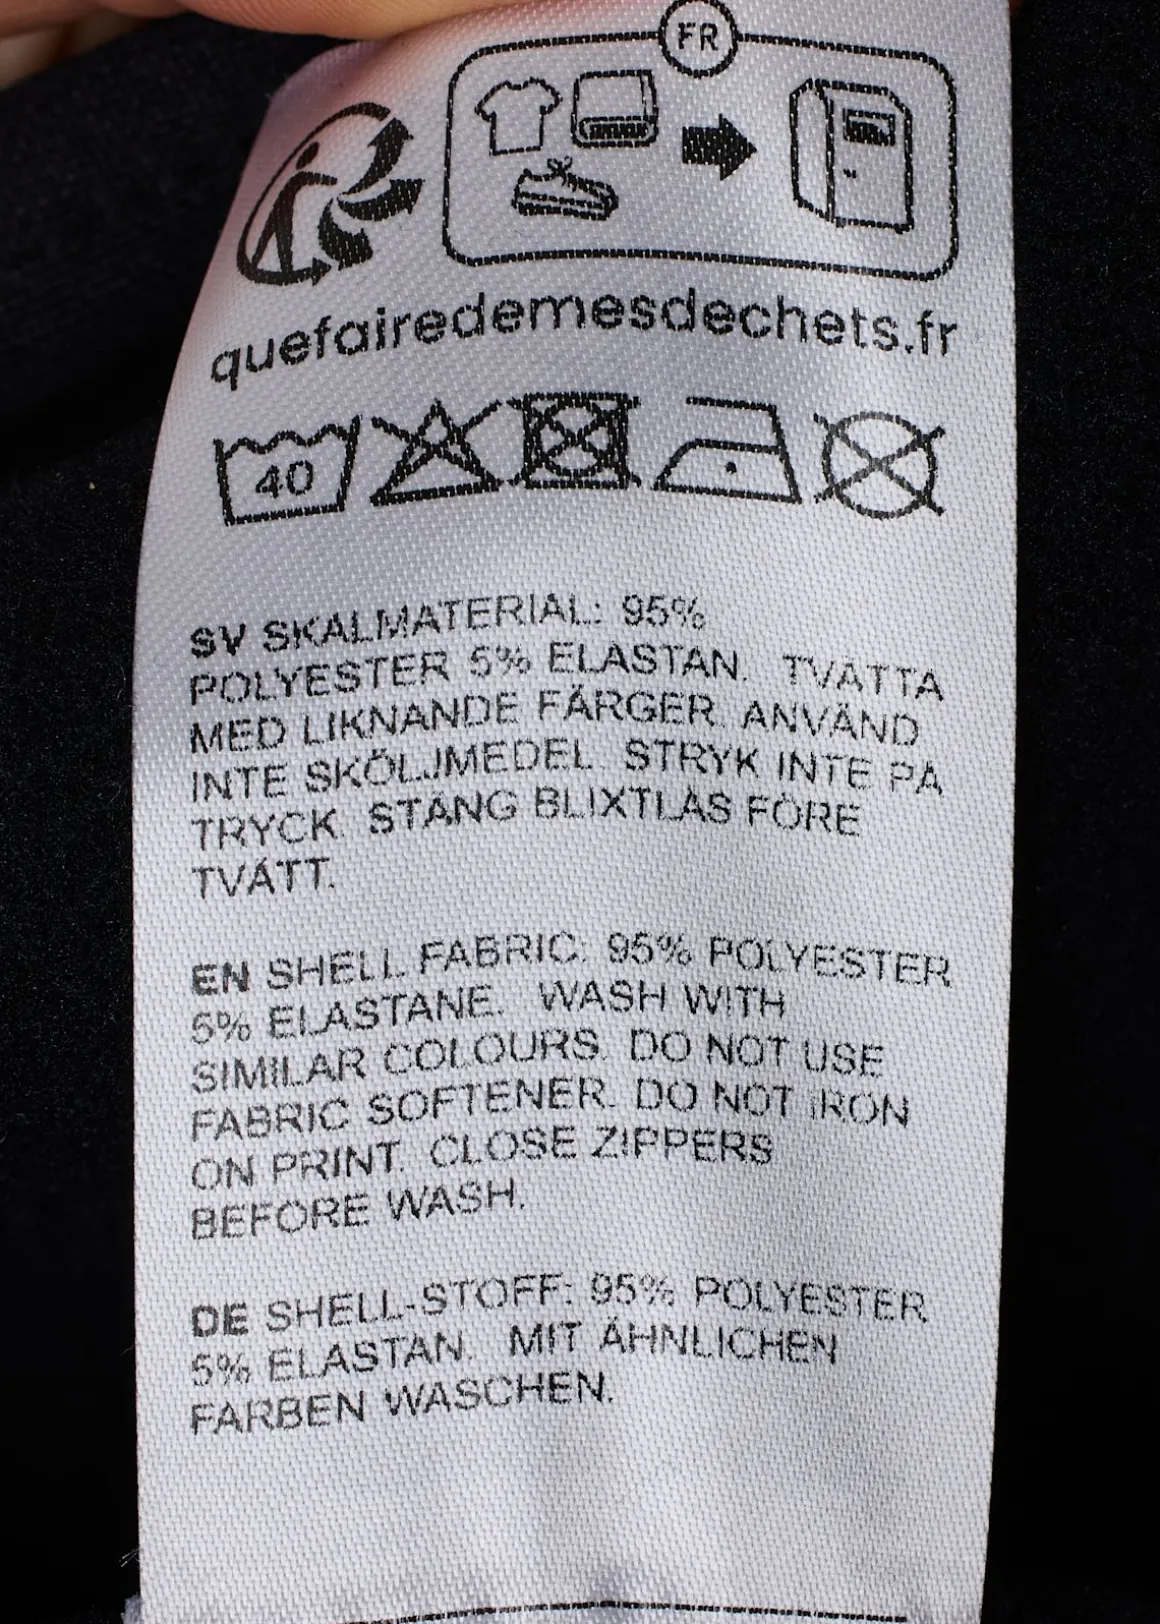 FR
quefairedemesdechets.fr
40
SV SKALMATERIAL: 95%
POLYESTER 5% ELASTAN. TVÄTTA
MED LIKNANDE FÄRGER. ANVÄND
INTE SKÖLJMEDEL. STRYK INTE PÅ
TRYCK. STÄNG BLIXTLÅS FÖRE
TVÄTT.
EN SHELL FABRIC: 95% POLYESTER
5% ELASTANE. WASH WITH
SIMILAR COLOURS. DO NOT USE
FABRIC SOFTENER. DO NOT IRON
ON PRINT. CLOSE ZIPPERS
BEFORE WASH.
DE SHELL-STOFF: 95% POLYESTER
5% ELASTAN. MIT ÄHNLICHEN
FARBEN WASCHEN.